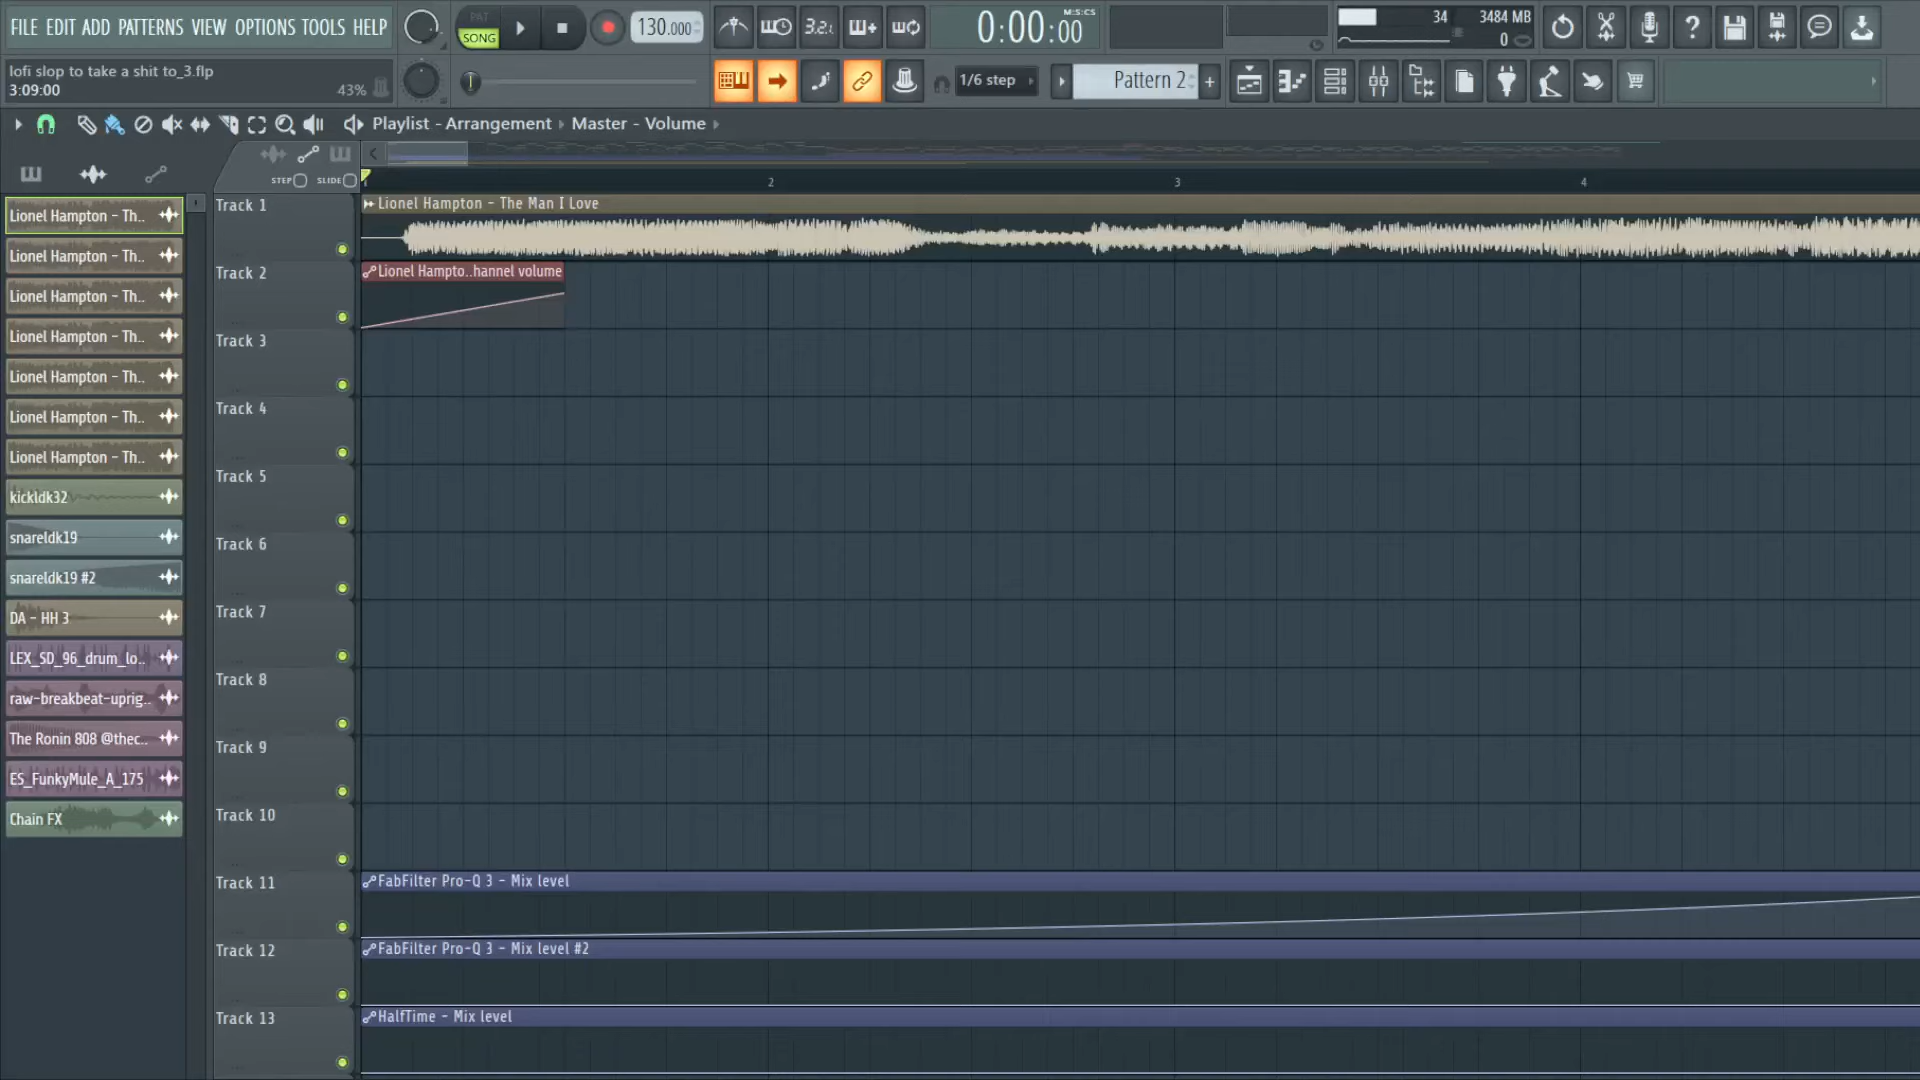 FILE EDIT ADD PATTERNS VIEW OPTIONS TOOLS HELP
PAT
SONG
130.000
3.2.
0:00:00
M:S:CS
34
3484 MB
0
lofi slop to take a shit to_3.flp
3:09:00
43%
1/6 step
Pattern 2
+
Playlist - Arrangement
Master - Volume
STEP
SLIDE
2
3
4
Lionel Hampton - Th..
Lionel Hampton - Th..
Lionel Hampton - Th..
Lionel Hampton - Th..
Lionel Hampton - Th..
Lionel Hampton - Th..
Lionel Hampton - Th..
kickldk32
snareldk19
snareldk19 #2
DA - HH 3
LEX_SD_96_drum_lo..
raw-breakbeat-uprig..
The Ronin 808 @thec..
ES_FunkyMule_A_175
Chain FX
Track 1
Lionel Hampton - The Man I Love
Track 2
Lionel Hampto..hannel volume
Track 3
Track 4
Track 5
Track 6
Track 7
Track 8
Track 9
Track 10
Track 11
FabFilter Pro-Q 3 - Mix level
Track 12
FabFilter Pro-Q 3 - Mix level #2
Track 13
HalfTime - Mix level